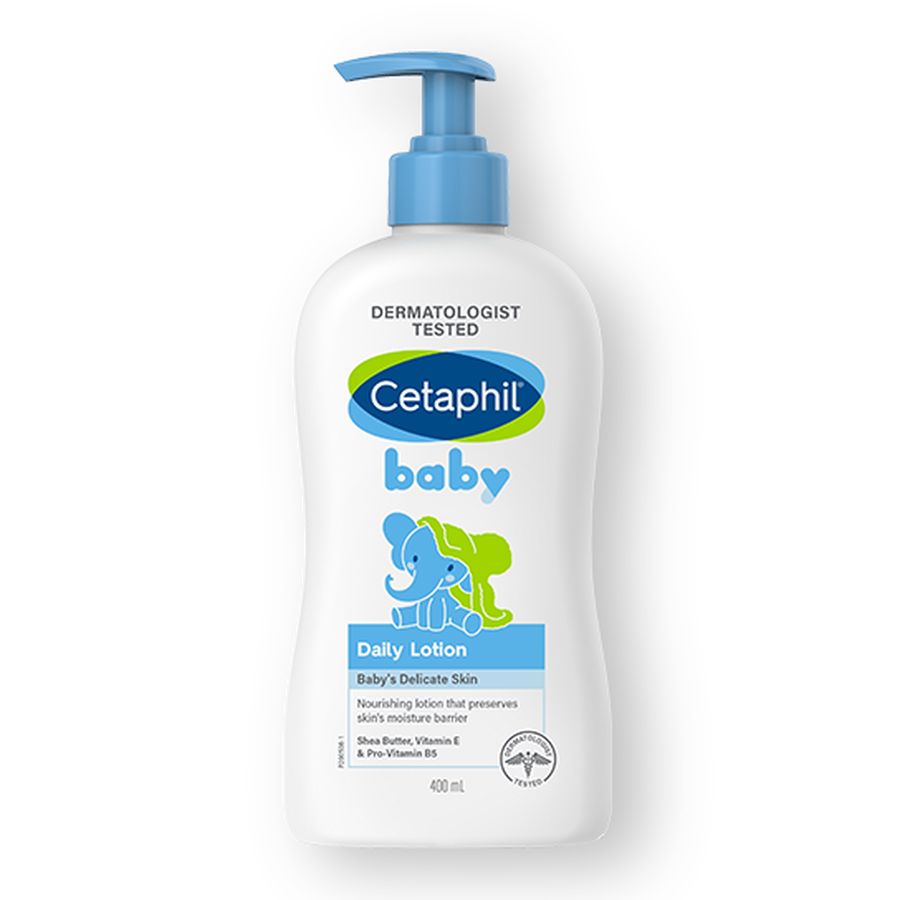 DERMATOLOGIST
TESTED
Cetaphil®
baby
Daily Lotion
Baby's Delicate Skin
Nourishing lotion that preserves
skin's moisture barrier
Shea Butter, Vitamin E
& Pro-Vitamin B5
DERMATOLOGIST
TESTED
400 mL